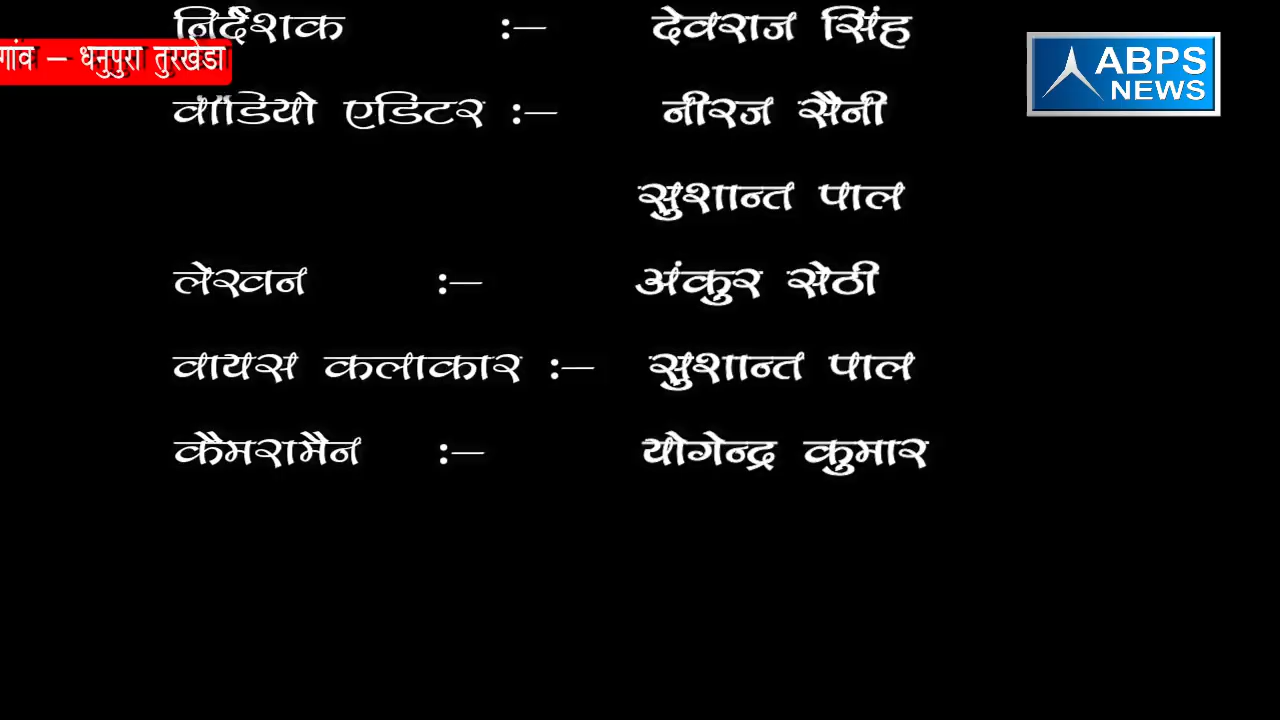 निर्देशक :- देवराज सिंह
गांव - धनुपुरा तुरखेडा
वीडियो एडिटर :- नीरज सैनी
सुशान्त पाल
लेखन :- अंकुर सेठी
वायस कलाकार :- सुशान्त पाल
कैमरामैन :- योगेन्द्र कुमार
ABPS
NEWS